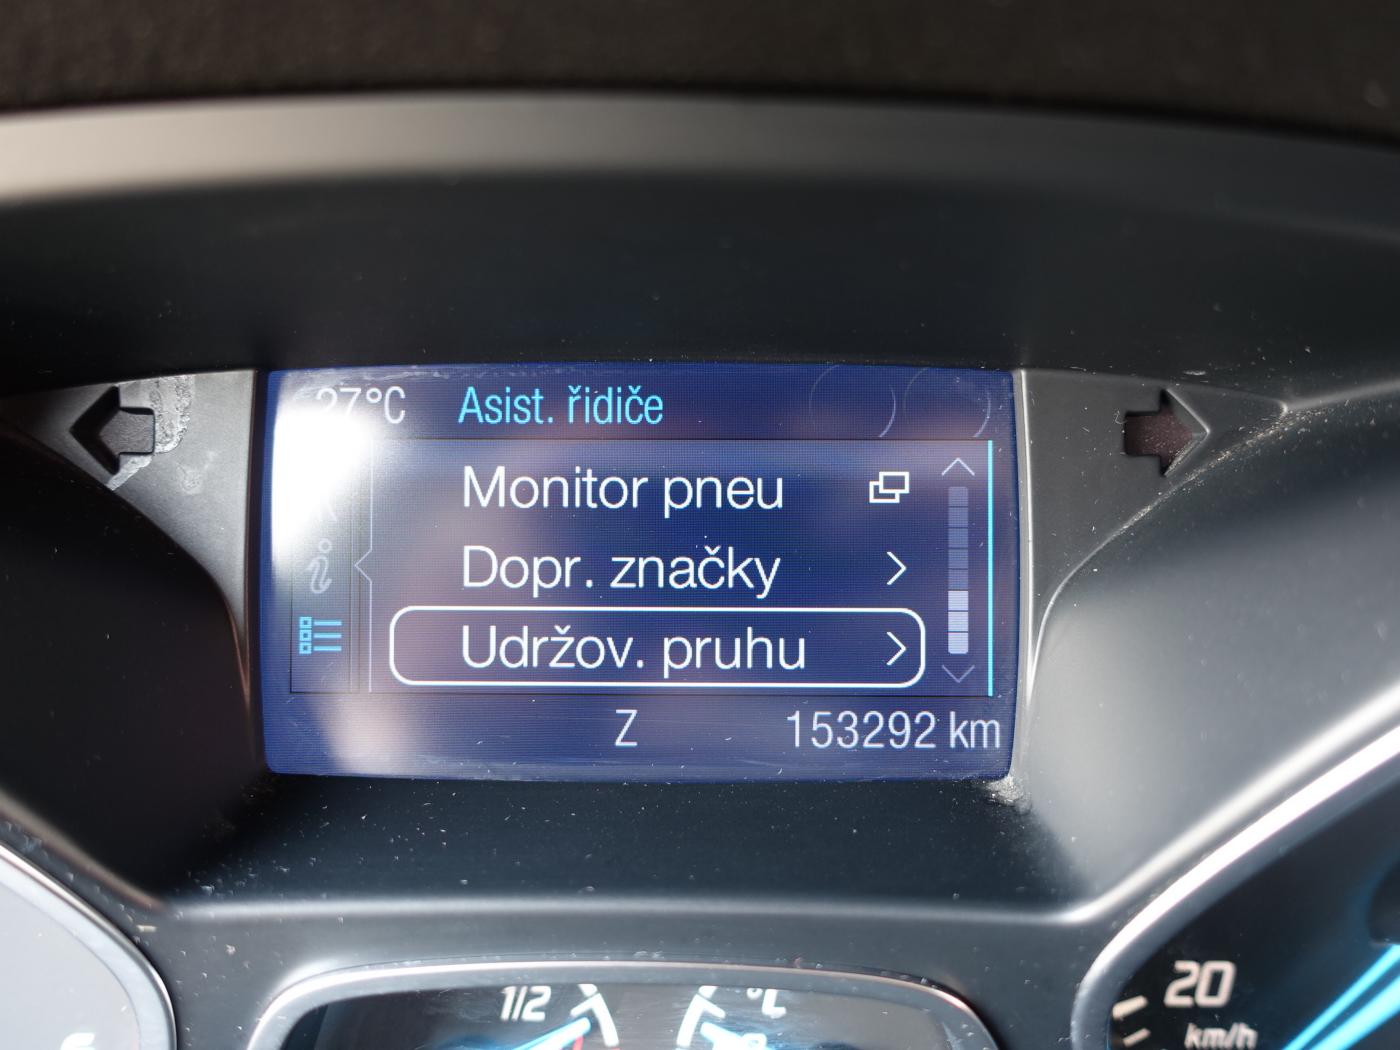 27°C Asist. řidiče
Monitor pneu
Dopr. značky
Udržov. pruhu
Z 153292 km
1/2 °C
20
km/h